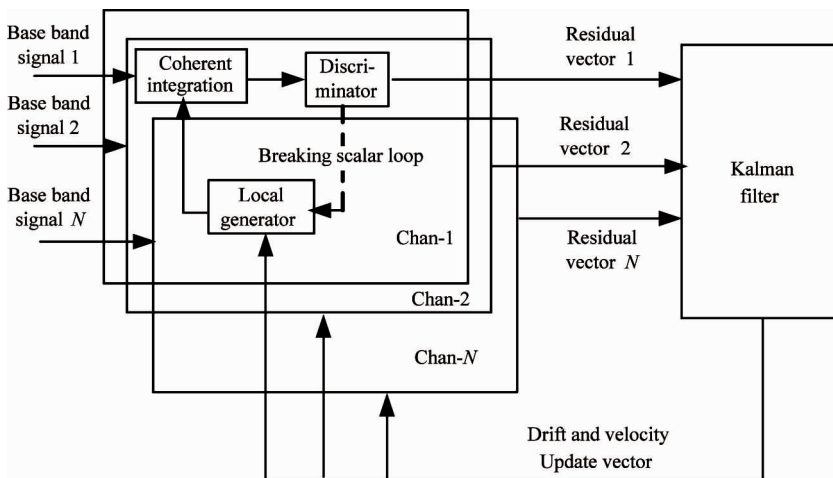 Base band
signal 1
Base band
signal 2
Base band
signal N
Coherent
integration
Discri-
minator
Breaking scalar loop
Local
generator
Chan-1
Chan-2
Chan-N
Residual
vector 1
Residual
vector 2
Residual
vector N
Kalman
filter
Drift and velocity
Update vector